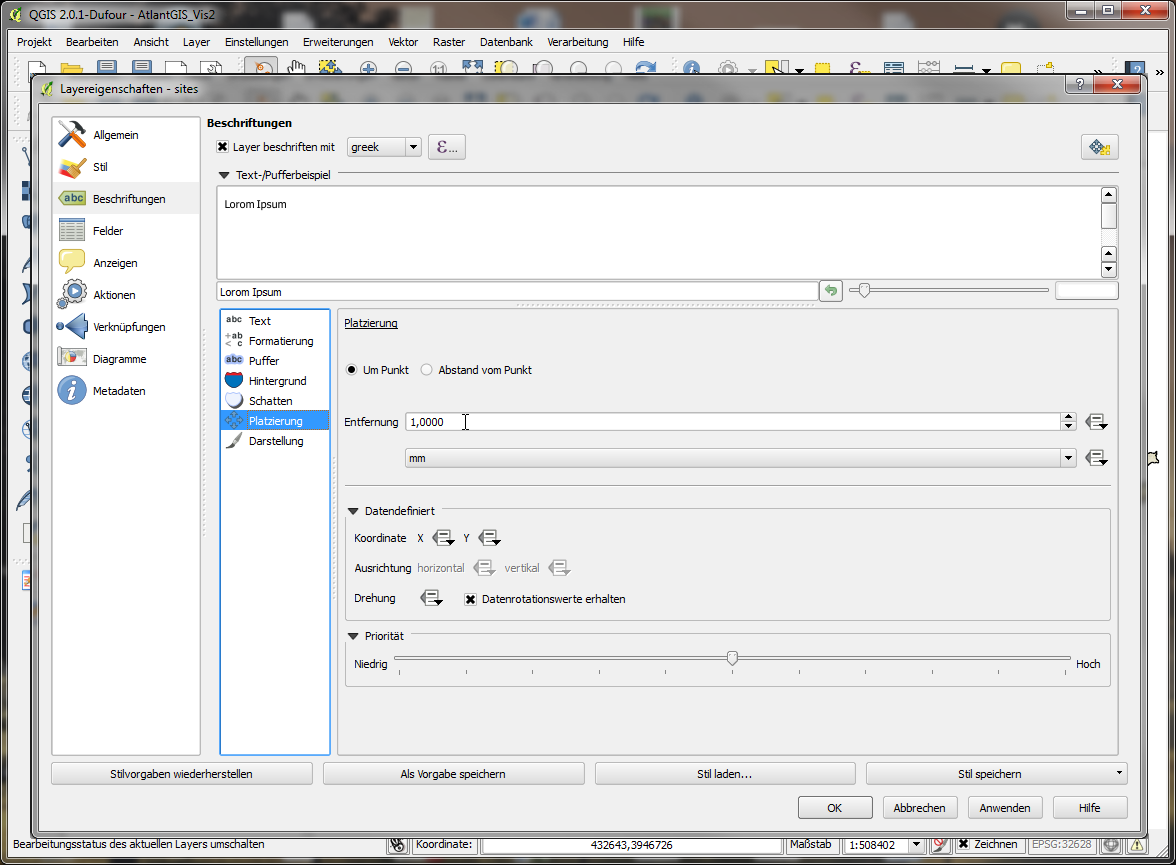 QGIS 2.0.1-Dufour - AtlantGIS_Vis2
Projekt Bearbeiten Ansicht Layer Einstellungen Erweiterungen Vektor Raster Datenbank Verarbeitung Hilfe
Layereigenschaften - sites
Allgemein
Stil
abc Beschriftungen
Felder
Anzeigen
Aktionen
Verknüpfungen
Diagramme
Metadaten
Beschriftungen
Layer beschriften mit greek ε...
Text-/Pufferbeispiel
Lorom Ipsum
Lorom Ipsum
abc Text
+ab < c Formatierung
abc Puffer
Hintergrund
Schatten
Platzierung
Darstellung
Platzierung
Um Punkt Abstand vom Punkt
Entfernung 1,0000
mm
Datendefiniert
Koordinate X Y
Ausrichtung horizontal vertikal
Drehung Datenrotationswerte erhalten
Priorität
Niedrig Hoch
Stilvorgaben wiederherstellen Als Vorgabe speichern Stil laden... Stil speichern
OK Abbrechen Anwenden Hilfe
Bearbeitungsstatus des aktuellen Layers umschalten Koordinate: 432643,3946726 Maßstab 1:508402 Zeichnen EPSG:32628